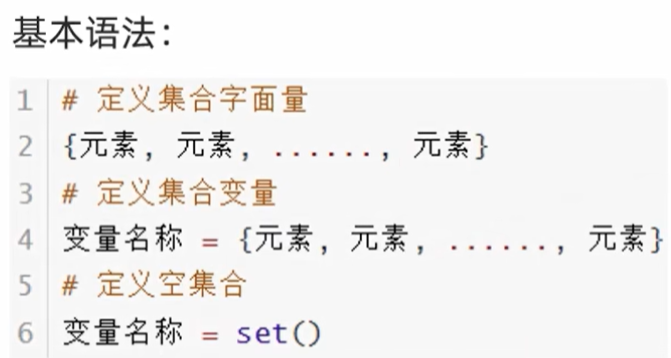 基本语法：
1 # 定义集合字面量
2 {元素, 元素, ......, 元素}
3 # 定义集合变量
4 变量名称 = {元素, 元素, ......, 元素}
5 # 定义空集合
6 变量名称 = set()